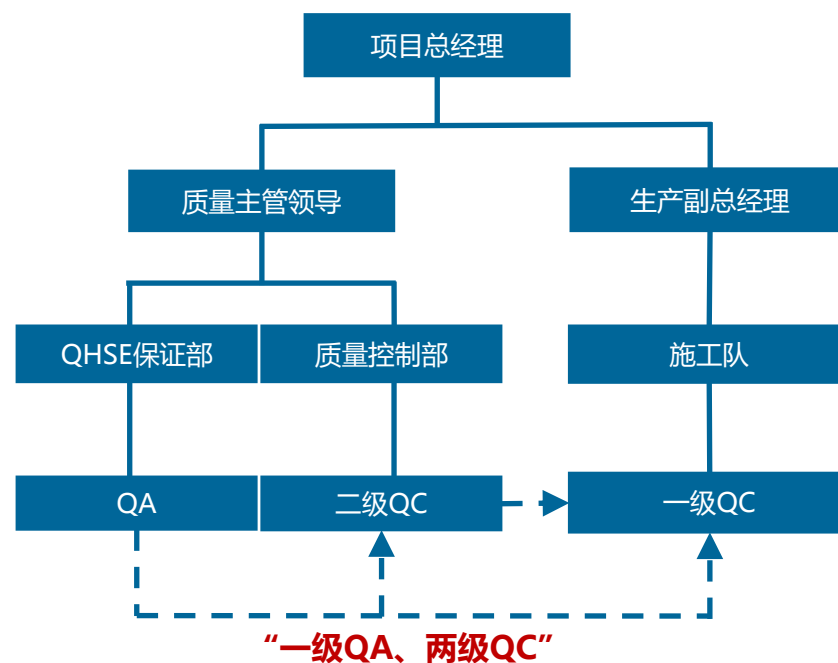 项目总经理
质量主管领导
生产副总经理
QHSE保证部
质量控制部
施工队
QA
二级QC
一级QC
“一级QA、两级QC”